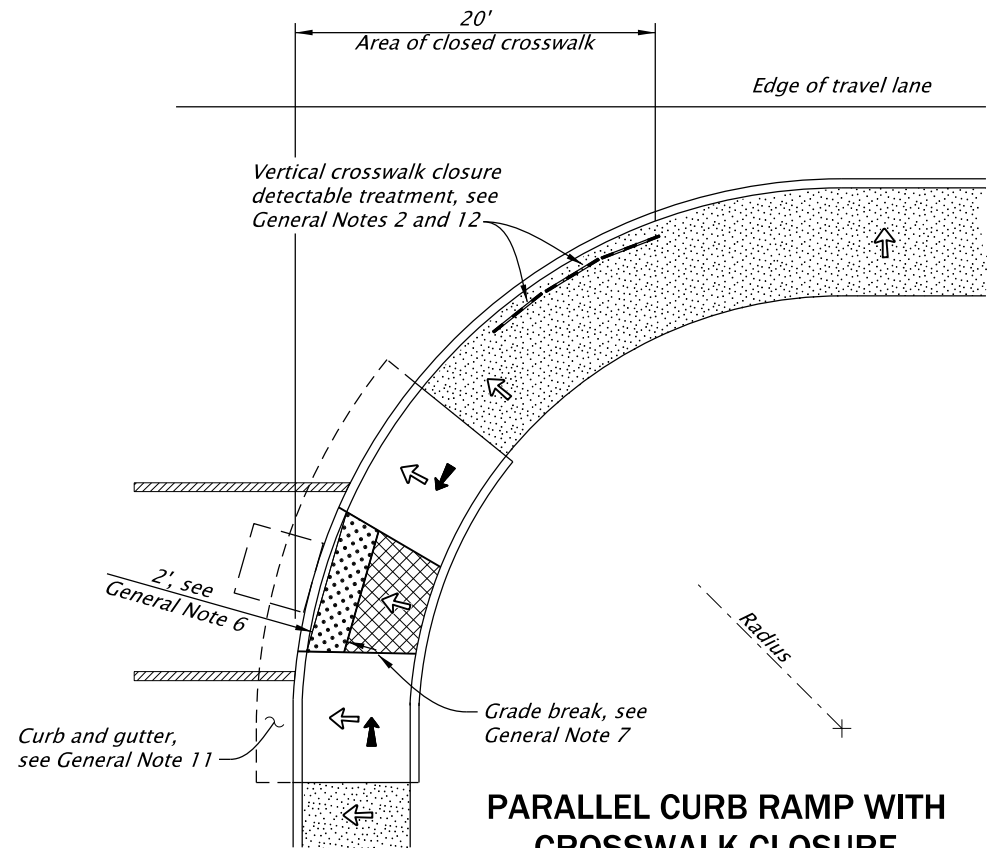 20'
Area of closed crosswalk
Edge of travel lane
Vertical crosswalk closure
detectable treatment, see
General Notes 2 and 12
2', see
General Note 6
Radius
Grade break, see
General Note 7
Curb and gutter,
see General Note 11
PARALLEL CURB RAMP WITH
CROSSWALK CLOSURE